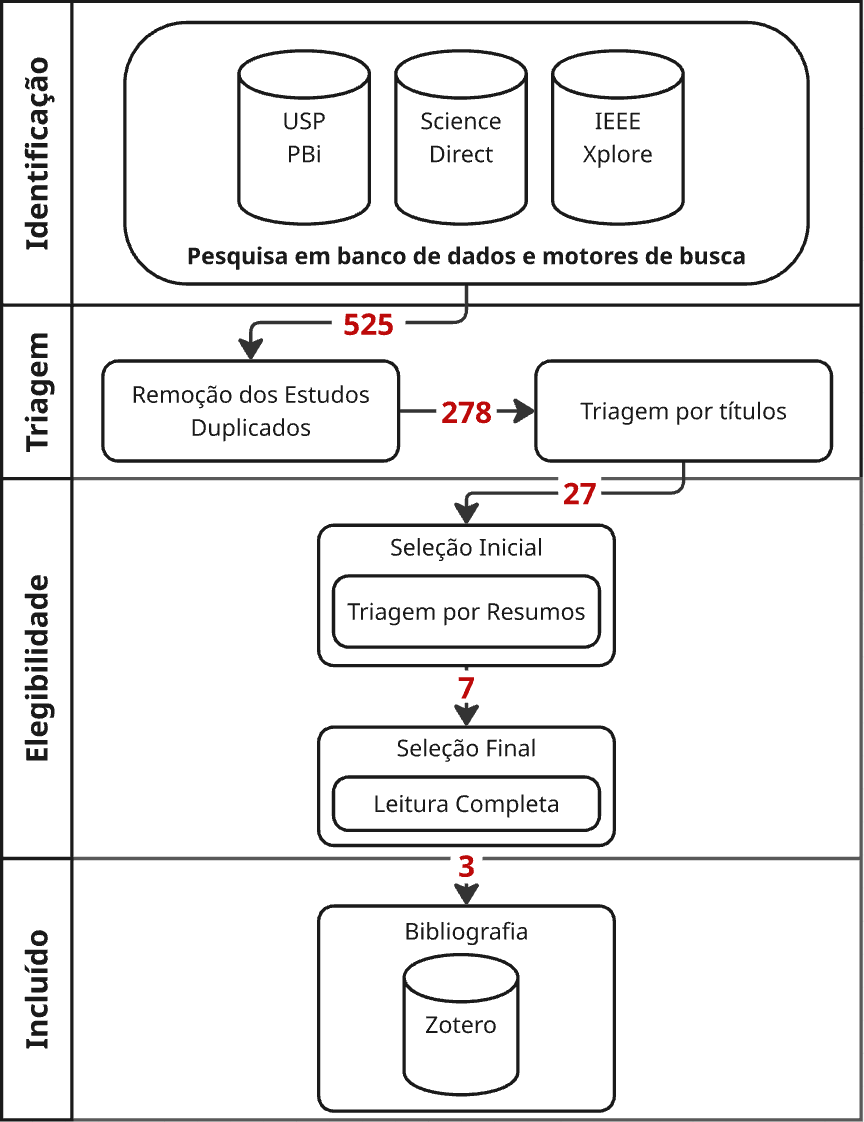 Identificação
USP
PBi
Science
Direct
IEEE
Xplore
Pesquisa em banco de dados e motores de busca
Triagem
525
Remoção dos Estudos
Duplicados
278
Triagem por títulos
Elegibilidade
27
Seleção Inicial
Triagem por Resumos
7
Seleção Final
Leitura Completa
Incluído
3
Bibliografia
Zotero